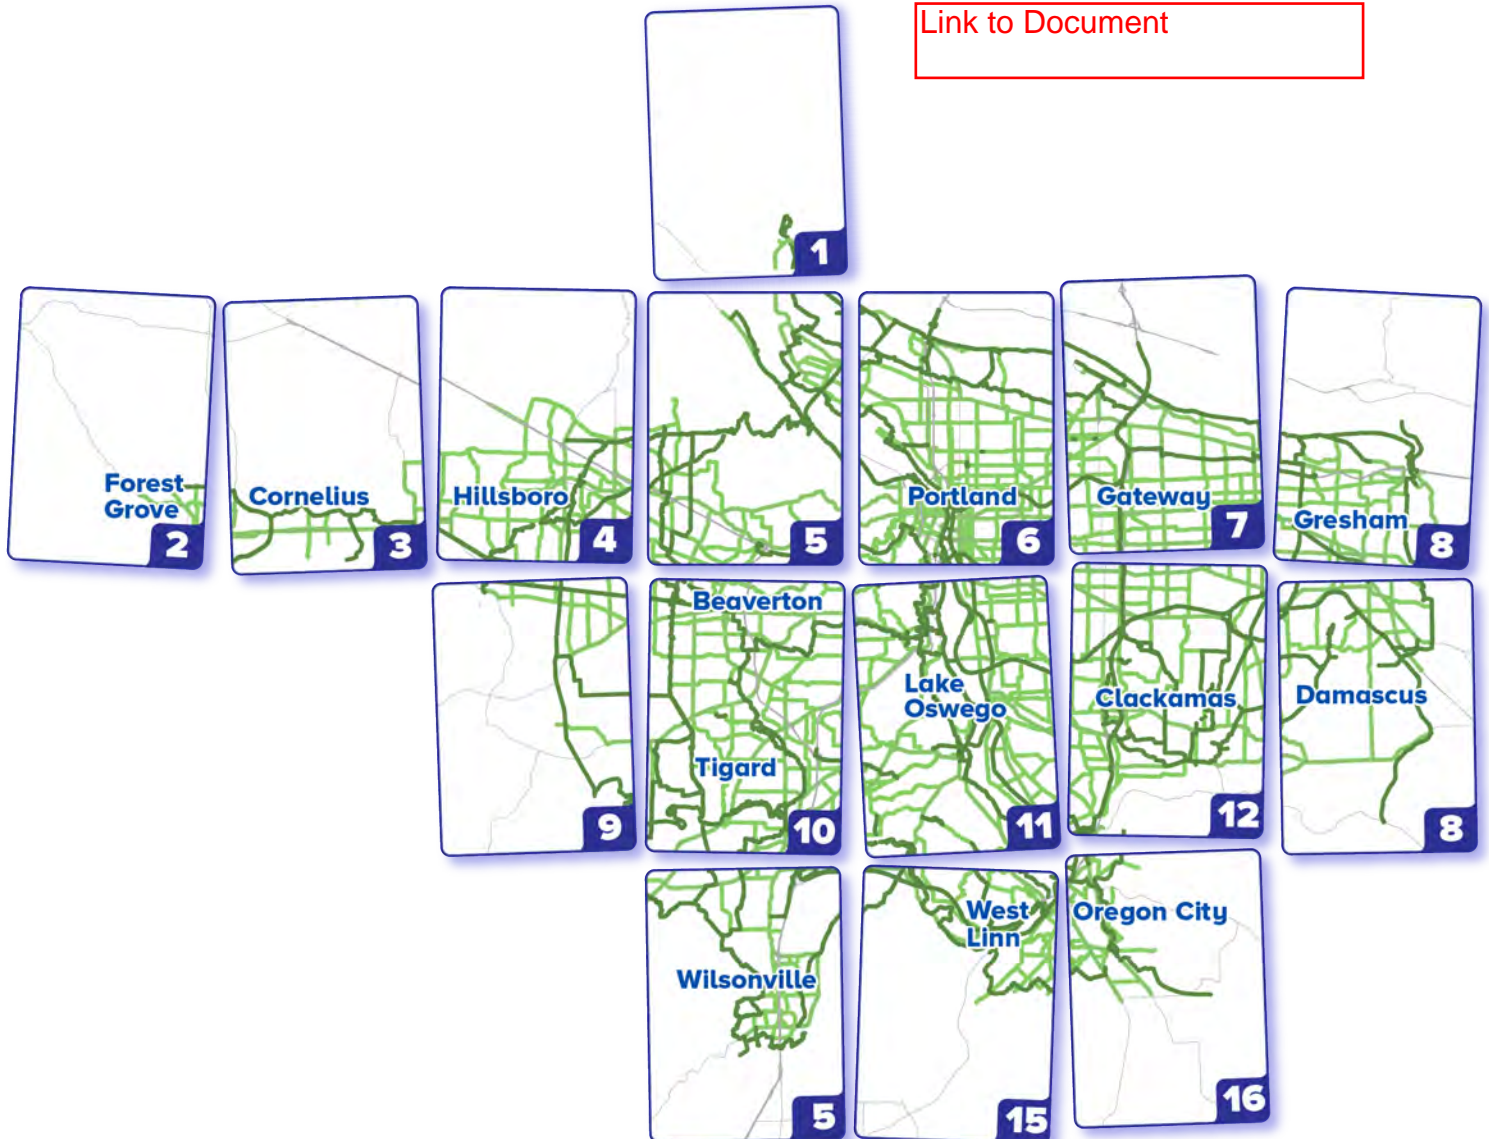 Link to Document
1
Forest
Grove
2
Cornelius
3
Hillsboro
4
5
Portland
6
Gateway
7
Gresham
8
9
Beaverton
Tigard
10
Lake
Oswego
11
Clackamas
12
Damascus
8
Wilsonville
5
West
Linn
15
Oregon City
16